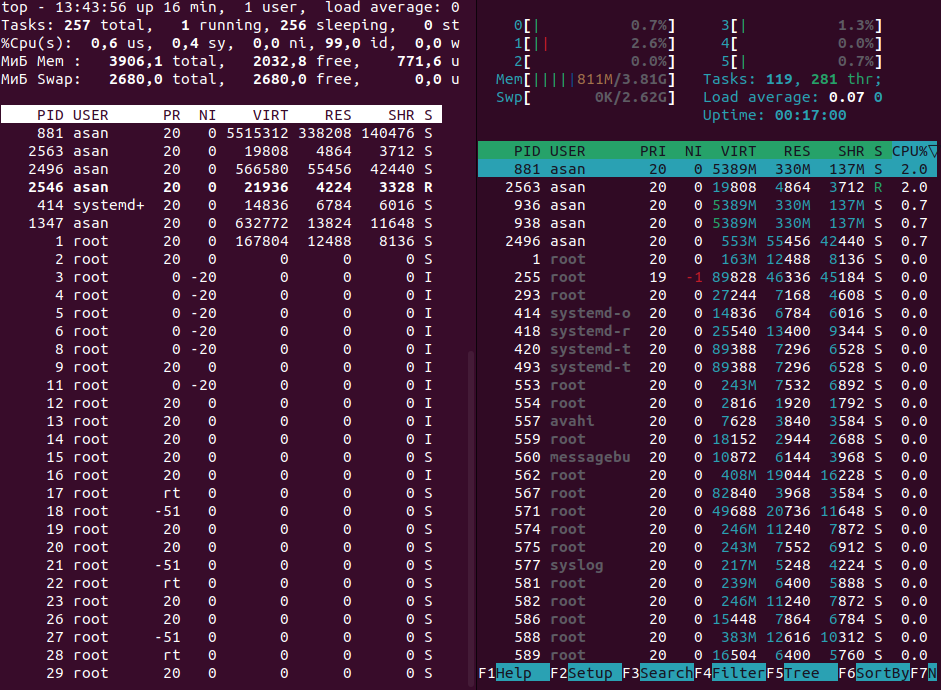 top - 13:43:56 up 16 min,  1 user,  load average: 0
Tasks: 257 total,   1 running, 256 sleeping,   0 st
%Cpu(s):  0,6 us,  0,4 sy,  0,0 ni, 99,0 id,  0,0 w
МиБ Mem :   3906,1 total,   2032,8 free,    771,6 u
МиБ Swap:   2680,0 total,   2680,0 free,      0,0 u
PID USER PR NI VIRT RES SHR S
881 asan 20 0 5515312 338208 140476 S
2563 asan 20 0 19808 4864 3712 S
2496 asan 20 0 566580 55456 42440 S
2546 asan 20 0 21936 4224 3328 R
414 systemd+ 20 0 14836 6784 6016 S
1347 asan 20 0 632772 13824 11648 S
1 root 20 0 167804 12488 8136 S
2 root 20 0 0 0 0 S
3 root 0 -20 0 0 0 I
4 root 0 -20 0 0 0 I
5 root 0 -20 0 0 0 I
6 root 0 -20 0 0 0 I
8 root 0 -20 0 0 0 I
9 root 20 0 0 0 0 I
11 root 0 -20 0 0 0 I
12 root 20 0 0 0 0 I
13 root 20 0 0 0 0 I
14 root 20 0 0 0 0 I
15 root 20 0 0 0 0 S
16 root 20 0 0 0 0 I
17 root rt 0 0 0 0 S
18 root -51 0 0 0 0 S
19 root 20 0 0 0 0 S
20 root 20 0 0 0 0 S
21 root -51 0 0 0 0 S
22 root rt 0 0 0 0 S
23 root 20 0 0 0 0 S
26 root 20 0 0 0 0 S
27 root -51 0 0 0 0 S
28 root rt 0 0 0 0 S
29 root 20 0 0 0 0 S
0[| 0.7%] 3[| 1.3%]
1[|| 2.6%] 4[ 0.0%]
2[ 0.0%] 5[| 0.7%]
Mem[|||||811M/3.81G] Tasks: 119, 281 thr;
Swp[ 0K/2.62G] Load average: 0.07 0
Uptime: 00:17:00
PID USER PRI NI VIRT RES SHR S CPU%▽
881 asan 20 0 5389M 330M 137M S 2.0
2563 asan 20 0 19808 4864 3712 R 2.0
936 asan 20 0 5389M 330M 137M S 0.7
938 asan 20 0 5389M 330M 137M S 0.7
2496 asan 20 0 553M 55456 42440 S 0.7
1 root 20 0 163M 12488 8136 S 0.0
255 root 19 -1 89828 46336 45184 S 0.0
293 root 20 0 27244 7168 4608 S 0.0
414 systemd-o 20 0 14836 6784 6016 S 0.0
418 systemd-r 20 0 25540 13400 9344 S 0.0
420 systemd-t 20 0 89388 7296 6528 S 0.0
493 systemd-t 20 0 89388 7296 6528 S 0.0
553 root 20 0 243M 7532 6892 S 0.0
554 root 20 0 2816 1920 1792 S 0.0
557 avahi 20 0 7628 3840 3584 S 0.0
559 root 20 0 18152 2944 2688 S 0.0
560 messagebu 20 0 10872 6144 3968 S 0.0
562 root 20 0 408M 19044 16228 S 0.0
567 root 20 0 82840 3968 3584 S 0.0
571 root 20 0 49688 20736 11648 S 0.0
574 root 20 0 246M 11240 7872 S 0.0
575 root 20 0 243M 7552 6912 S 0.0
577 syslog 20 0 217M 5248 4224 S 0.0
581 root 20 0 239M 6400 5888 S 0.0
582 root 20 0 246M 11240 7872 S 0.0
586 root 20 0 15448 7864 6784 S 0.0
588 root 20 0 383M 12616 10312 S 0.0
589 root 20 0 16504 6400 5760 S 0.0
F1Help F2Setup F3SearchF4FilterF5Tree F6SortByF7N